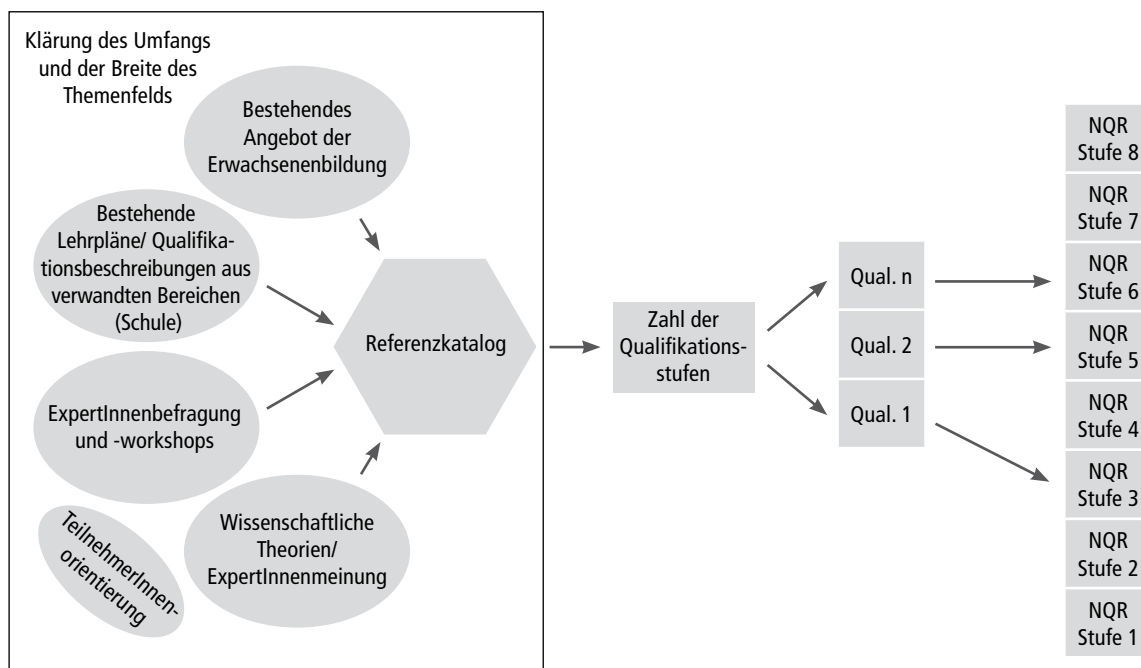 Klärung des Umfangs
und der Breite des
Themenfelds
Bestehendes
Angebot der
Erwachsenenbildung
Bestehende
Lehrpläne/ Qualifika-
tionsbeschreibungen aus
verwandten Bereichen
(Schule)
ExpertInnenbefragung
und -workshops
TeilnehmerInnen-
orientierung
Wissenschaftliche
Theorien/
ExpertInnenmeinung
Referenzkatalog
Zahl der
Qualifikations-
stufen
Qual. n
Qual. 2
Qual. 1
NQR
Stufe 8
NQR
Stufe 7
NQR
Stufe 6
NQR
Stufe 5
NQR
Stufe 4
NQR
Stufe 3
NQR
Stufe 2
NQR
Stufe 1